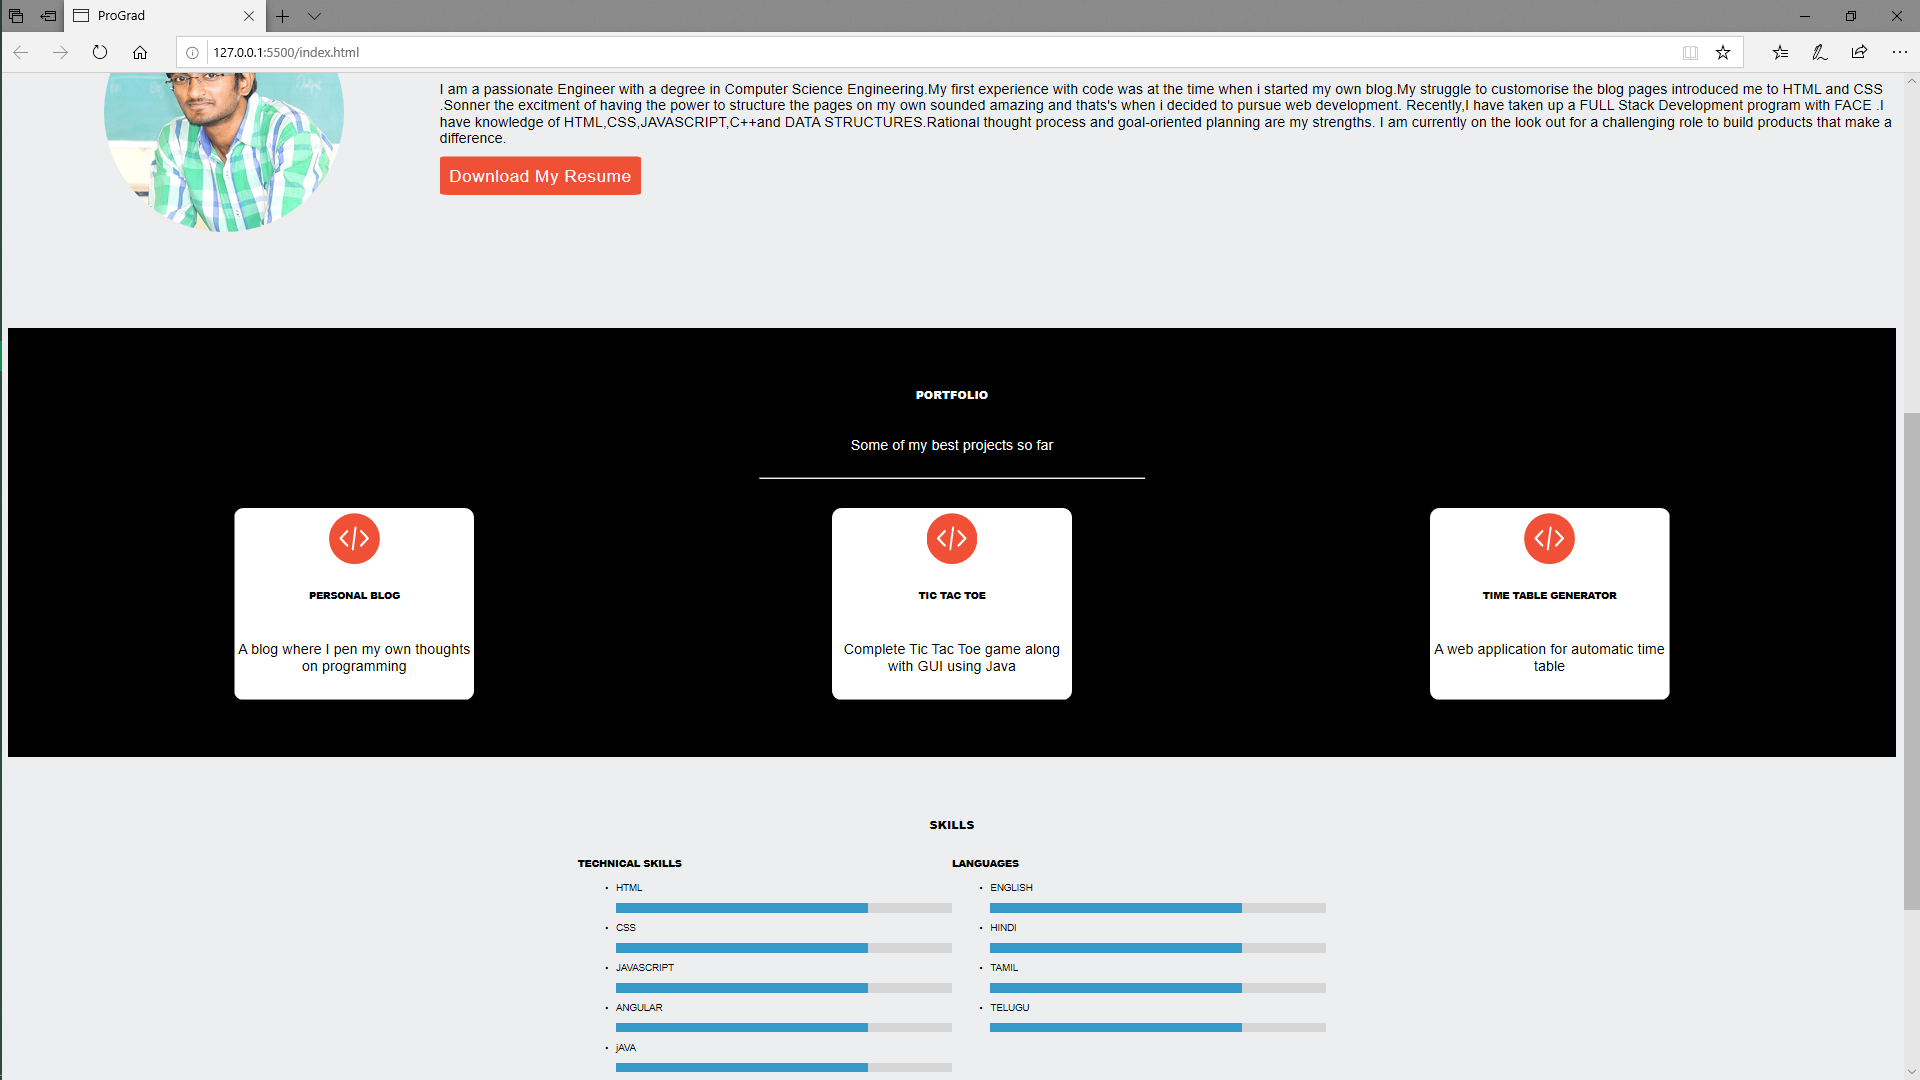 ProGrad
127.0.0.1:5500/index.html
I am a passionate Engineer with a degree in Computer Science Engineering.My first experience with code was at the time when i started my own blog.My struggle to customorise the blog pages introduced me to HTML and CSS
.Sonner the excitment of having the power to structure the pages on my own sounded amazing and thats's when i decided to pursue web development. Recently,I have taken up a FULL Stack Development program with FACE .I
have knowledge of HTML,CSS,JAVASCRIPT,C++and DATA STRUCTURES.Rational thought process and goal-oriented planning are my strengths. I am currently on the look out for a challenging role to build products that make a
difference.
Download My Resume
PORTFOLIO
Some of my best projects so far
PERSONAL BLOG
A blog where I pen my own thoughts
on programming
TIC TAC TOE
Complete Tic Tac Toe game along
with GUI using Java
TIME TABLE GENERATOR
A web application for automatic time
table
SKILLS
TECHNICAL SKILLS
• HTML
• CSS
• JAVASCRIPT
• ANGULAR
• jAVA
LANGUAGES
• ENGLISH
• HINDI
• TAMIL
• TELUGU